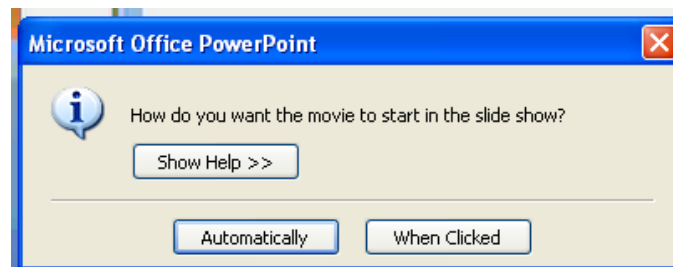 Microsoft Office PowerPoint
How do you want the movie to start in the slide show?
Show Help >>
Automatically
When Clicked